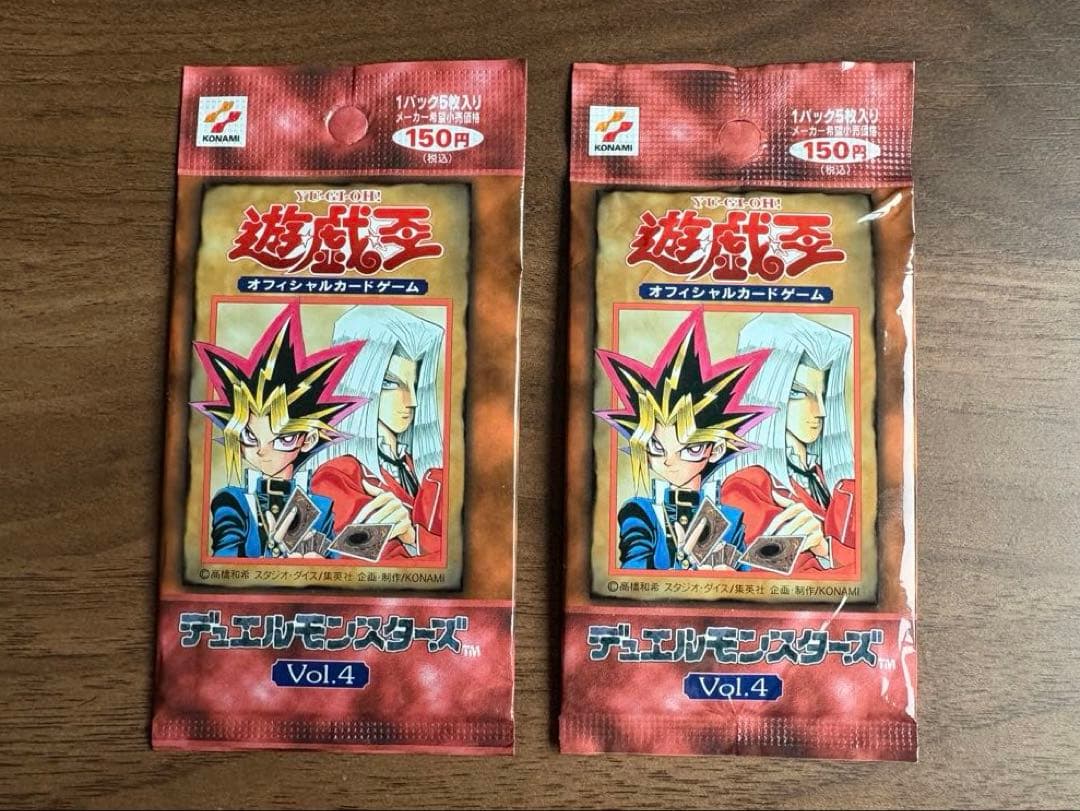 KONAMI
1パック5枚入り
メーカー希望小売価格
150円
(税込)
YU-GI-OH!
遊戯王
オフィシャルカードゲーム
©高橋和希 スタジオ・ダイス/集英社 企画・制作/KONAMI
デュエルモンスターズ™
Vol.4
KONAMI
1パック5枚入り
メーカー希望小売価格
150円
(税込)
YU-GI-OH!
遊戯王
オフィシャルカードゲーム
©高橋和希 スタジオ・ダイス/集英社 企画・制作/KONAMI
デュエルモンスターズ™
Vol.4